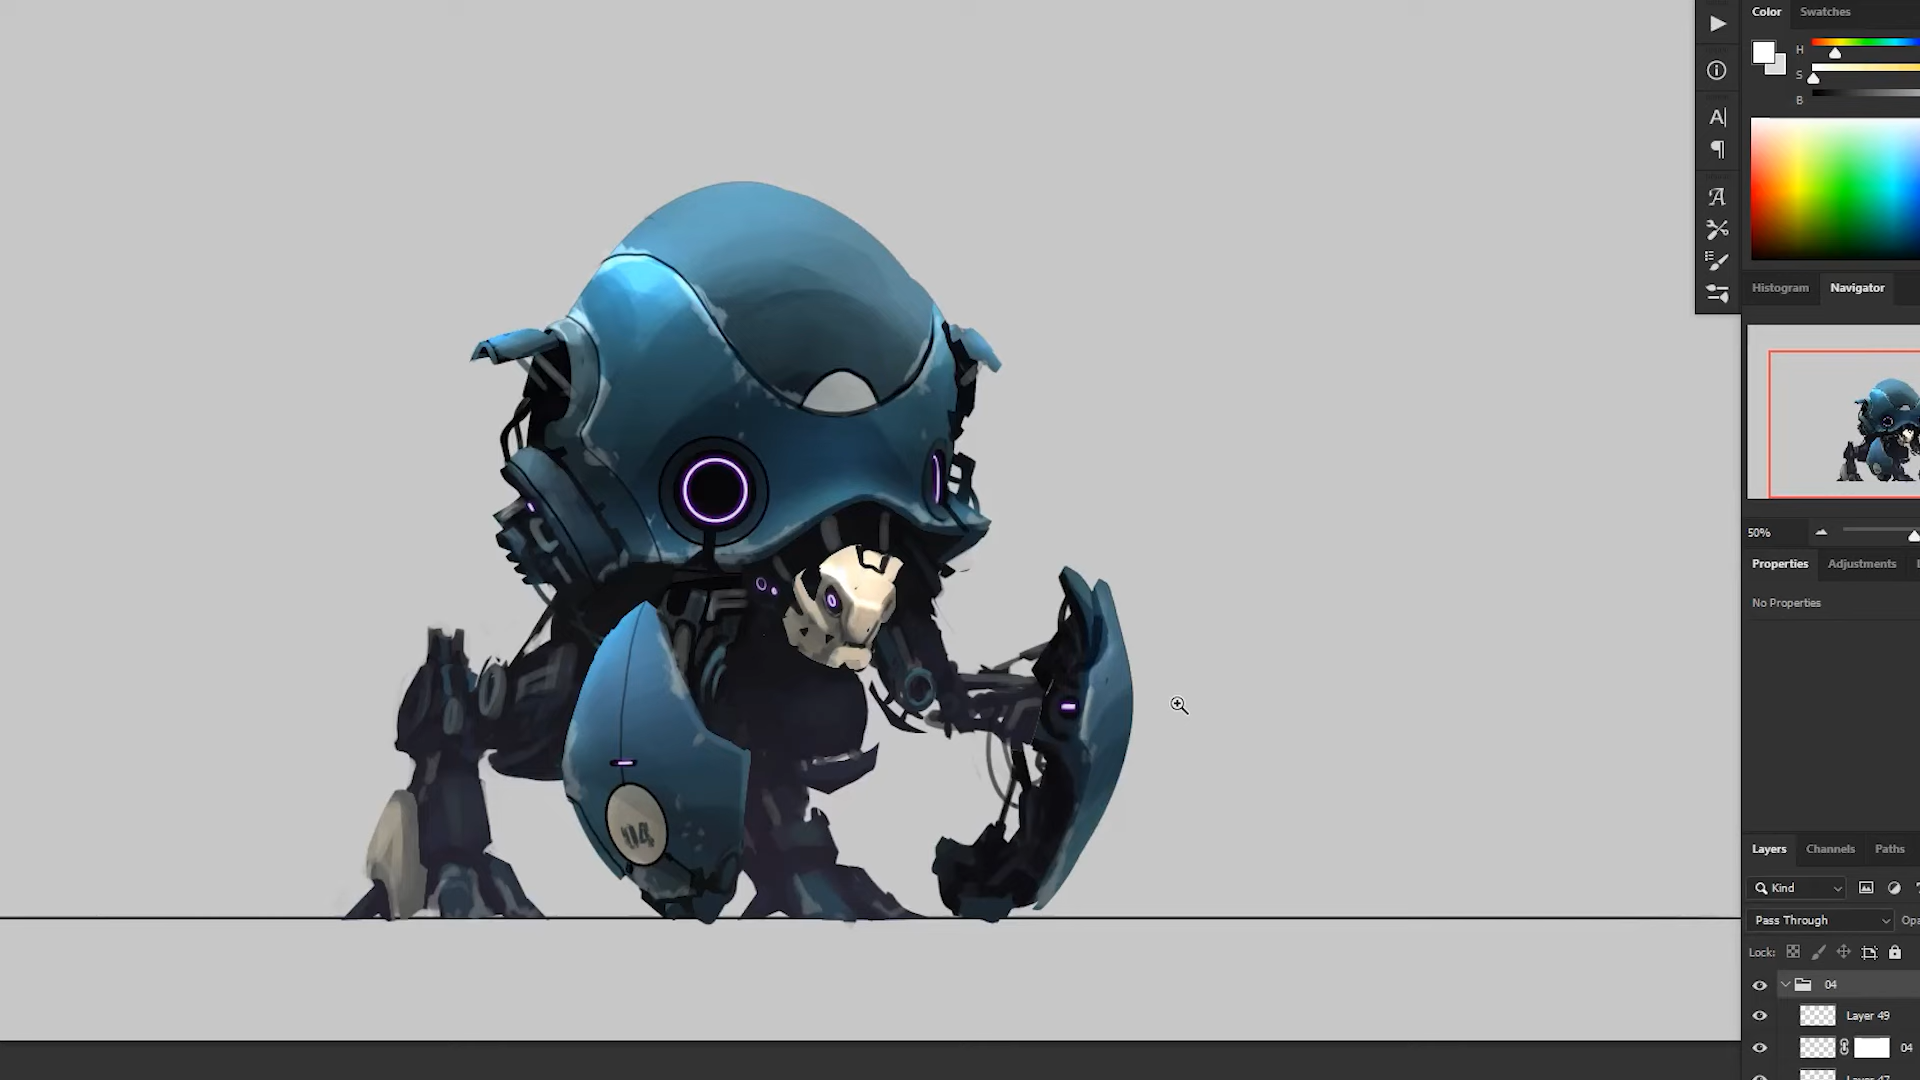 Color Swatches
H
S
B
A
Histogram Navigator
50%
Properties Adjustments
No Properties
04
Layers Channels Paths
Kind
Pass Through
Lock:
04
Layer 49
04